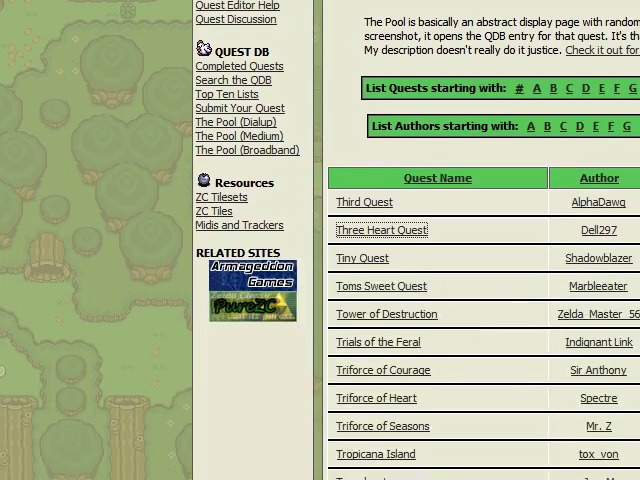 Quest Editor Help
Quest Discussion
QUEST DB
Completed Quests
Search the QDB
Top Ten Lists
Submit Your Quest
The Pool (Dialup)
The Pool (Medium)
The Pool (Broadband)
Resources
ZC Tilesets
ZC Tiles
Midis and Trackers
RELATED SITES
Armageddon
Games
Zelda Classic
PureZC
The Pool is basically an abstract display page with random
screenshot, it opens the QDB entry for that quest. It's tha
My description doesn't really do it justice. Check it out for
List Quests starting with: # A B C D E F G
List Authors starting with: A B C D E F G
Quest Name Author
Third Quest AlphaDawg
Three Heart Quest Dell297
Tiny Quest Shadowblazer
Toms Sweet Quest Marbleeater
Tower of Destruction Zelda_Master_56
Trials of the Feral Indignant Link
Triforce of Courage Sir Anthony
Triforce of Heart Spectre
Triforce of Seasons Mr. Z
Tropicana Island tox_von